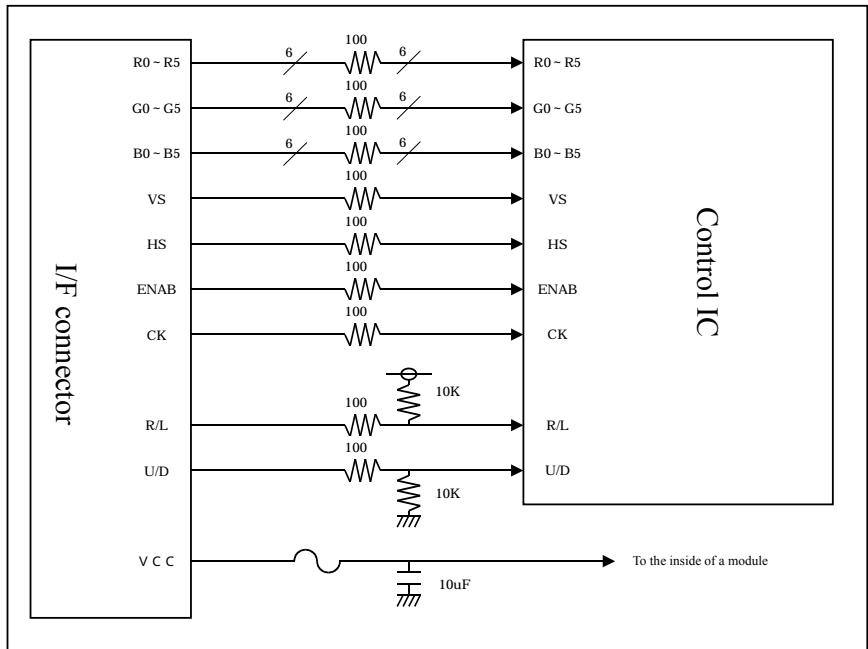 100
R0~R5 6 6 R0~R5
100
G0~G5 6 6 G0~G5
100
B0~B5 6 6 B0~B5
100
VS VS
100
HS HS
100
ENAB ENAB
100
CK CK
I/F connector
Control IC
10K
100
R/L R/L
100
U/D U/D
10K
VCC To the inside of a module
10uF